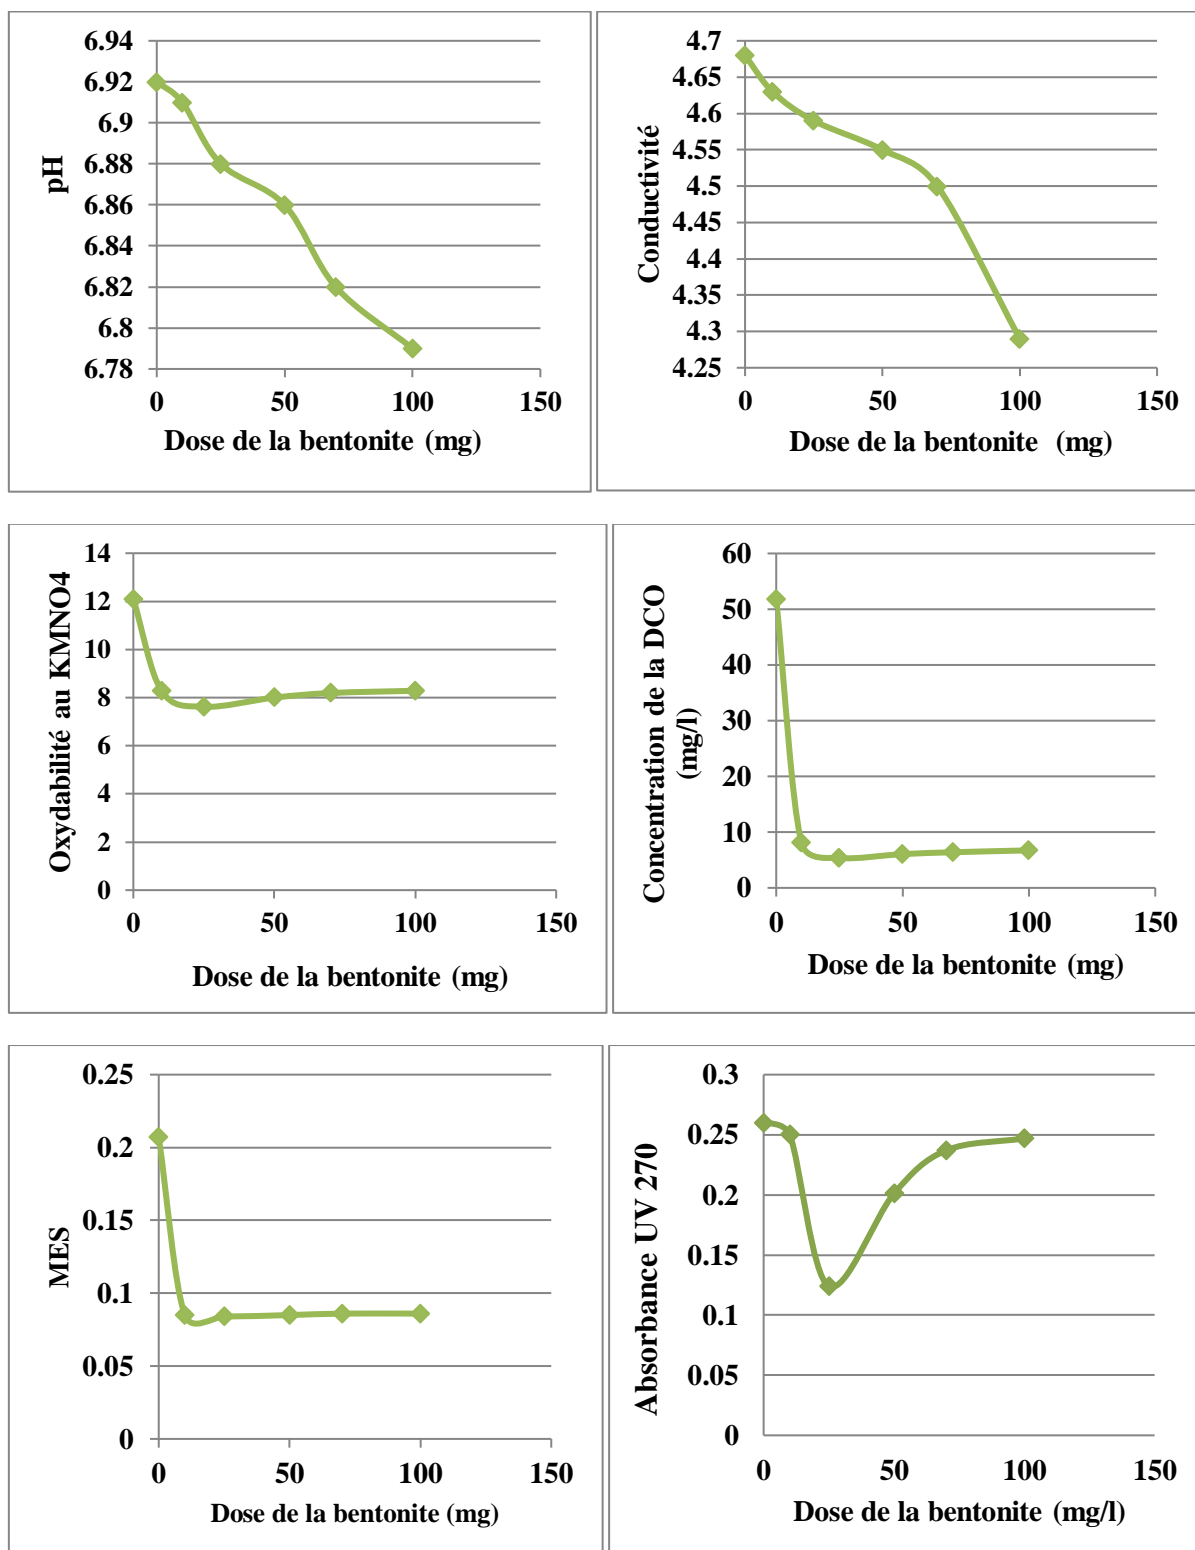 pH
6.94
6.92
6.9
6.88
6.86
6.84
6.82
6.8
6.78
0 50 100 150
Dose de la bentonite (mg)
Conductivité
4.7
4.65
4.6
4.55
4.5
4.45
4.4
4.35
4.3
4.25
0 50 100 150
Dose de la bentonite (mg)
Oxydabilité au KMNO4
14
12
10
8
6
4
2
0
0 50 100 150
Dose de la bentonite (mg)
Concentration de la DCO
(mg/l)
60
50
40
30
20
10
0
0 50 100 150
Dose de la bentonite (mg)
MES
0.25
0.2
0.15
0.1
0.05
0
0 50 100 150
Dose de la bentonite (mg)
Absorbance UV 270
0.3
0.25
0.2
0.15
0.1
0.05
0
0 50 100 150
Dose de la bentonite (mg/l)